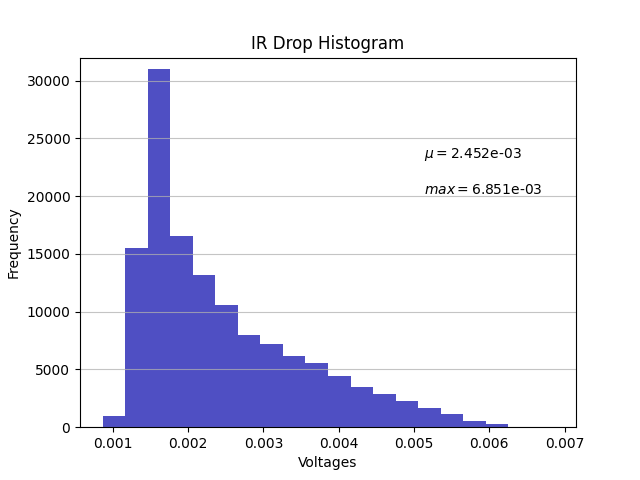 IR Drop Histogram
30000
25000
20000
15000
10000
5000
0
Frequency
μ = 2.452e-03
max = 6.851e-03
0.001 0.002 0.003 0.004 0.005 0.006 0.007
Voltages